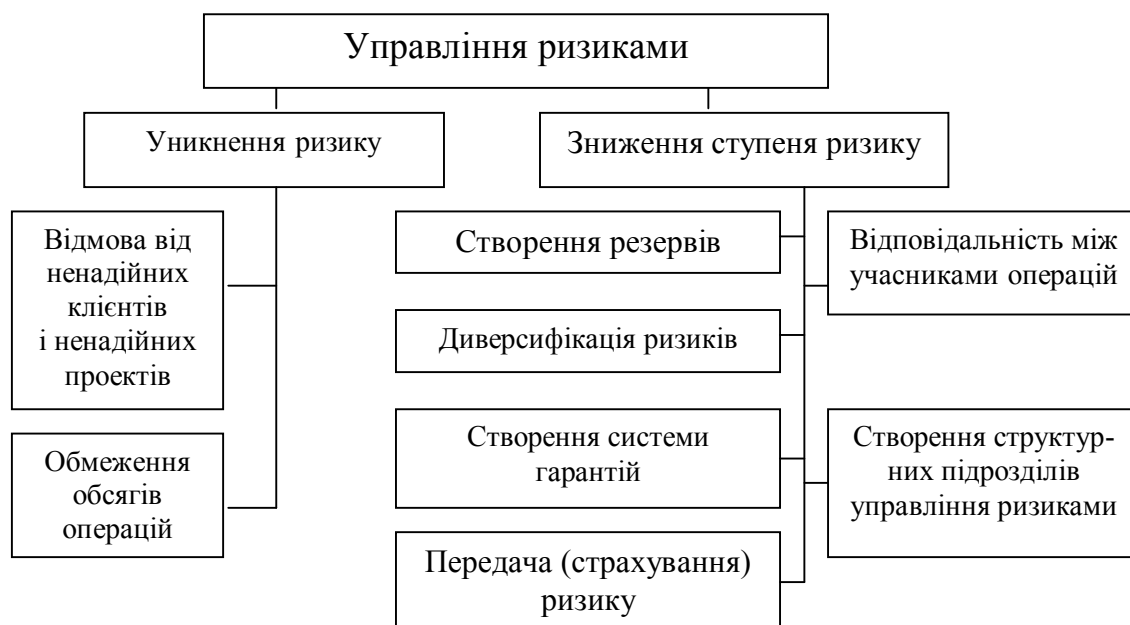 Управління ризиками
Уникнення ризику
Зниження ступеня ризику
Відмова від
ненадійних
клієнтів
і ненадійних
проектів
Обмеження
обсягів
операцій
Створення резервів
Диверсифікація ризиків
Створення системи
гарантій
Передача (страхування)
ризику
Відповідальність між
учасниками операцій
Створення структур-
них підрозділів
управління ризиками